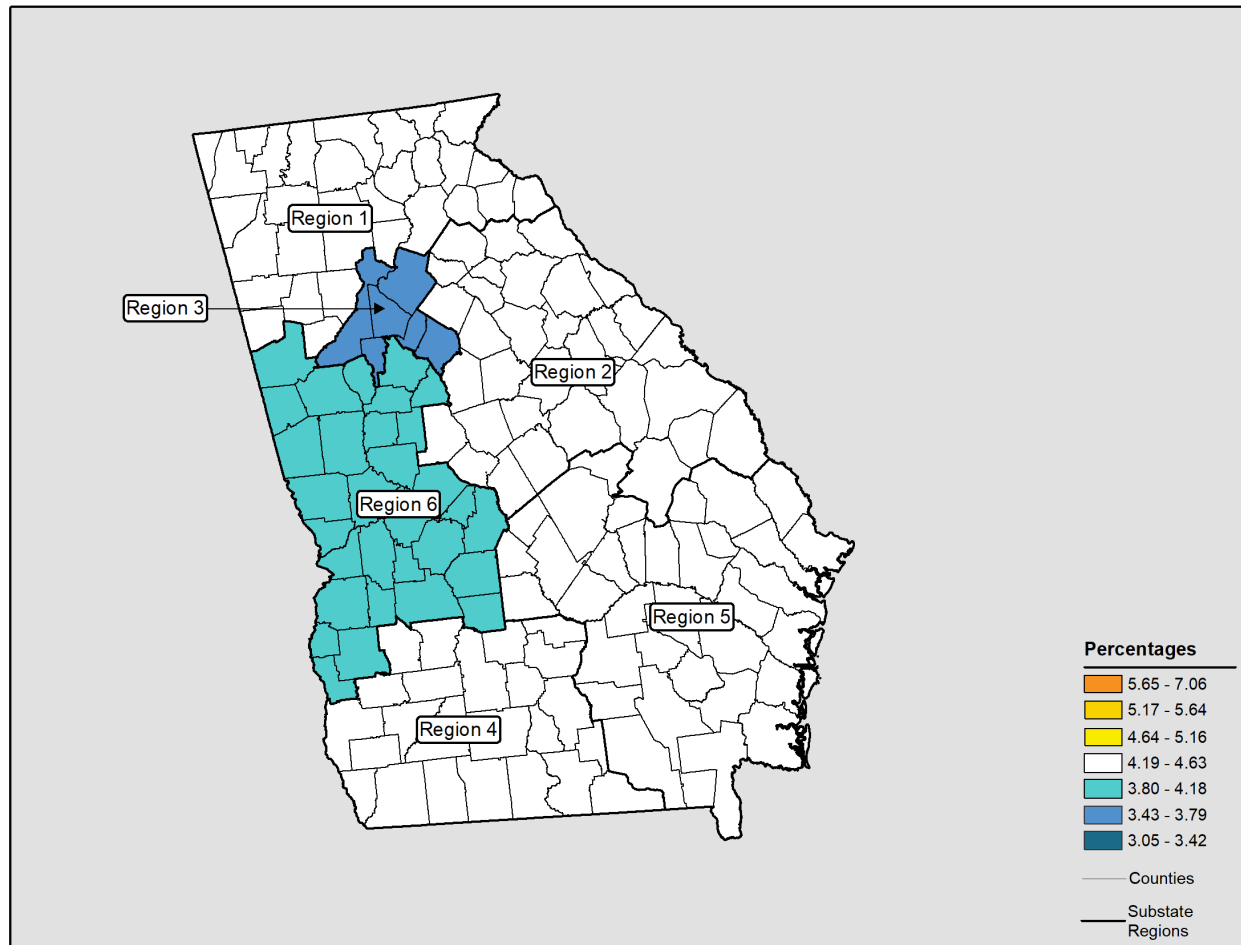 Region 1
Region 3
Region 2
Region 6
Region 5
Region 4
Percentages
5.65 - 7.06
5.17 - 5.64
4.64 - 5.16
4.19 - 4.63
3.80 - 4.18
3.43 - 3.79
3.05 - 3.42
Counties
Substate
Regions